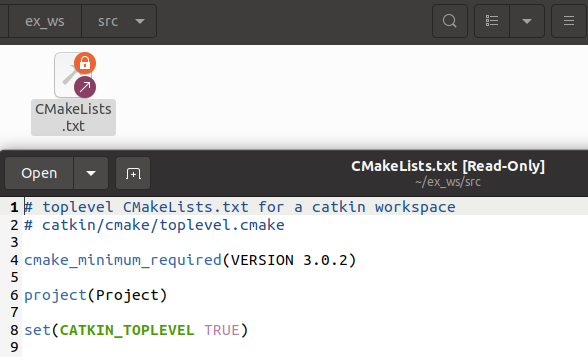 ex_ws src
CMakeLists
.txt
Open CMakeLists.txt [Read-Only]
~/ex_ws/src
1 # toplevel CMakeLists.txt for a catkin workspace
2 # catkin/cmake/toplevel.cmake
3
4 cmake_minimum_required(VERSION 3.0.2)
5
6 project(Project)
7
8 set(CATKIN_TOPLEVEL TRUE)
9